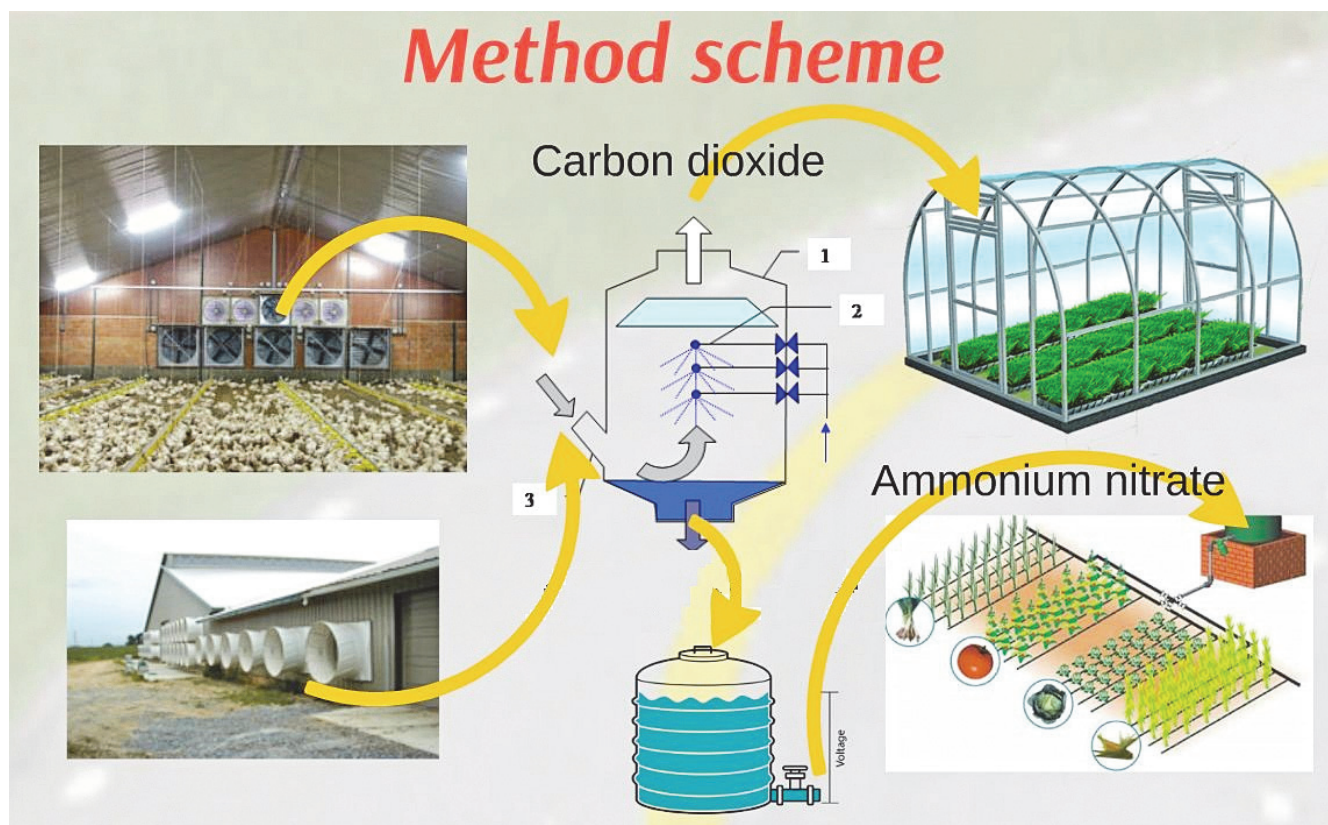 Method scheme
Carbon dioxide
1
2
3
Ammonium nitrate
Voltage